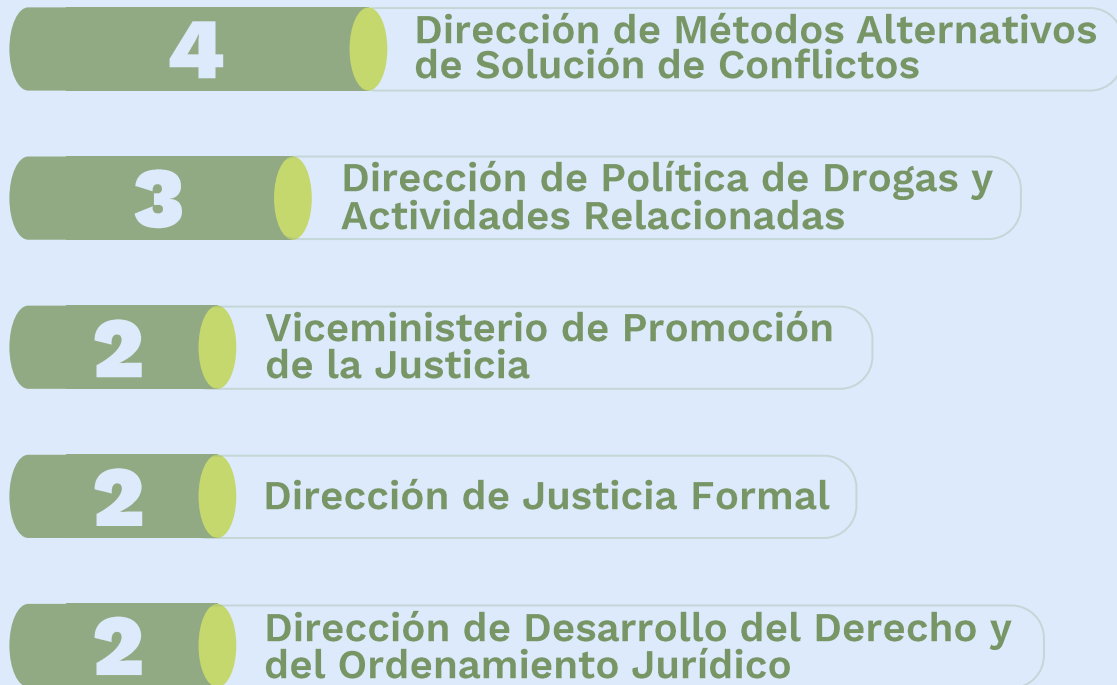 4
Dirección de Métodos Alternativos
de Solución de Conflictos
3
Dirección de Política de Drogas y
Actividades Relacionadas
2
Viceministerio de Promoción
de la Justicia
2
Dirección de Justicia Formal
2
Dirección de Desarrollo del Derecho y
del Ordenamiento Jurídico